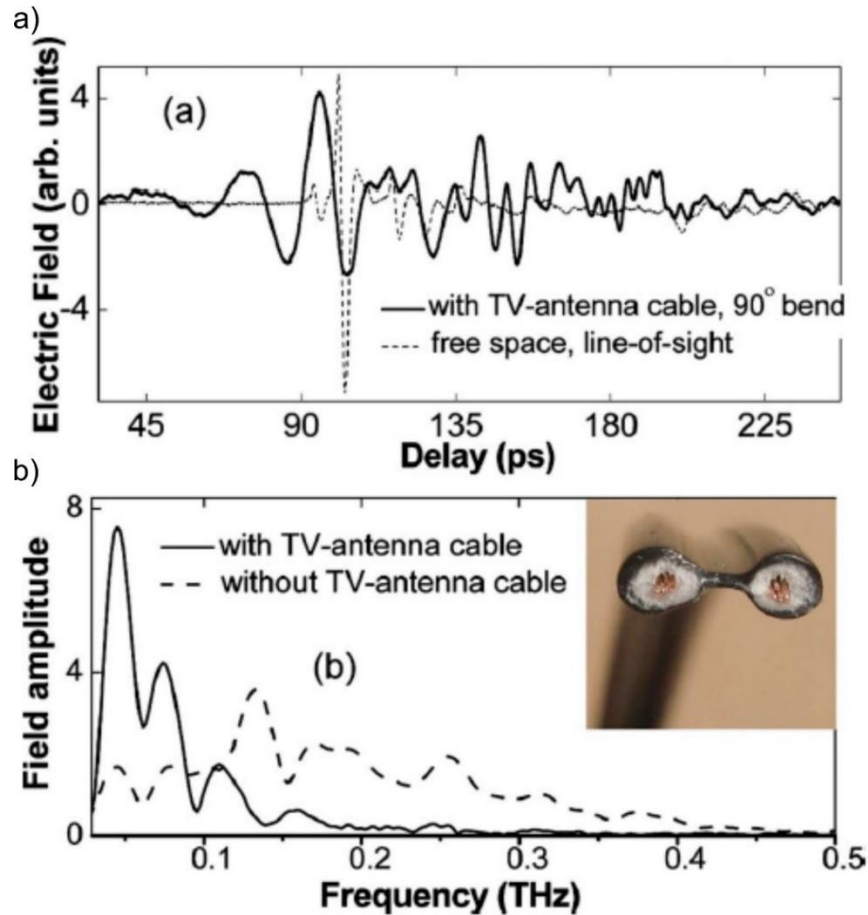 a)
Electric Field (arb. units)
4
0
-4
(a)
with TV-antenna cable, 90° bend
free space, line-of-sight
45 90 135 180 225
Delay (ps)
b)
Field amplitude
8
4
0
with TV-antenna cable
without TV-antenna cable
(b)
0.1 0.2 0.3 0.4 0.5
Frequency (THz)